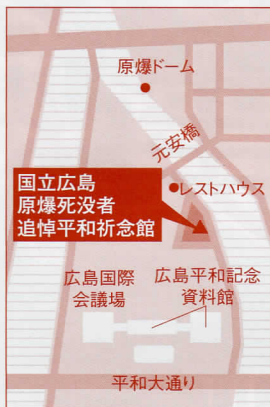 原爆ドーム
元安橋
レストハウス
国立広島
原爆死没者
追悼平和祈念館
広島国際
会議場
広島平和記念
資料館
平和大通り